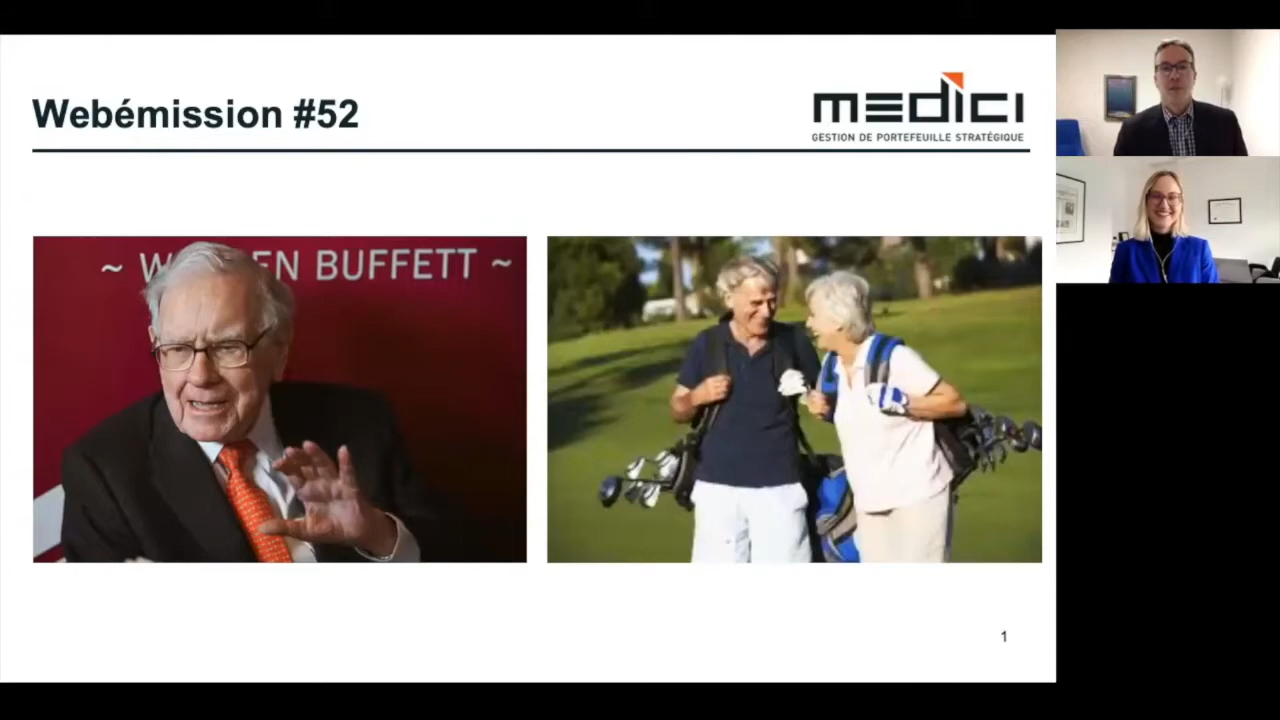 Webémission #52
MEDICI
GESTION DE PORTEFEUILLE STRATÉGIQUE
~ W EN BUFFETT ~
1